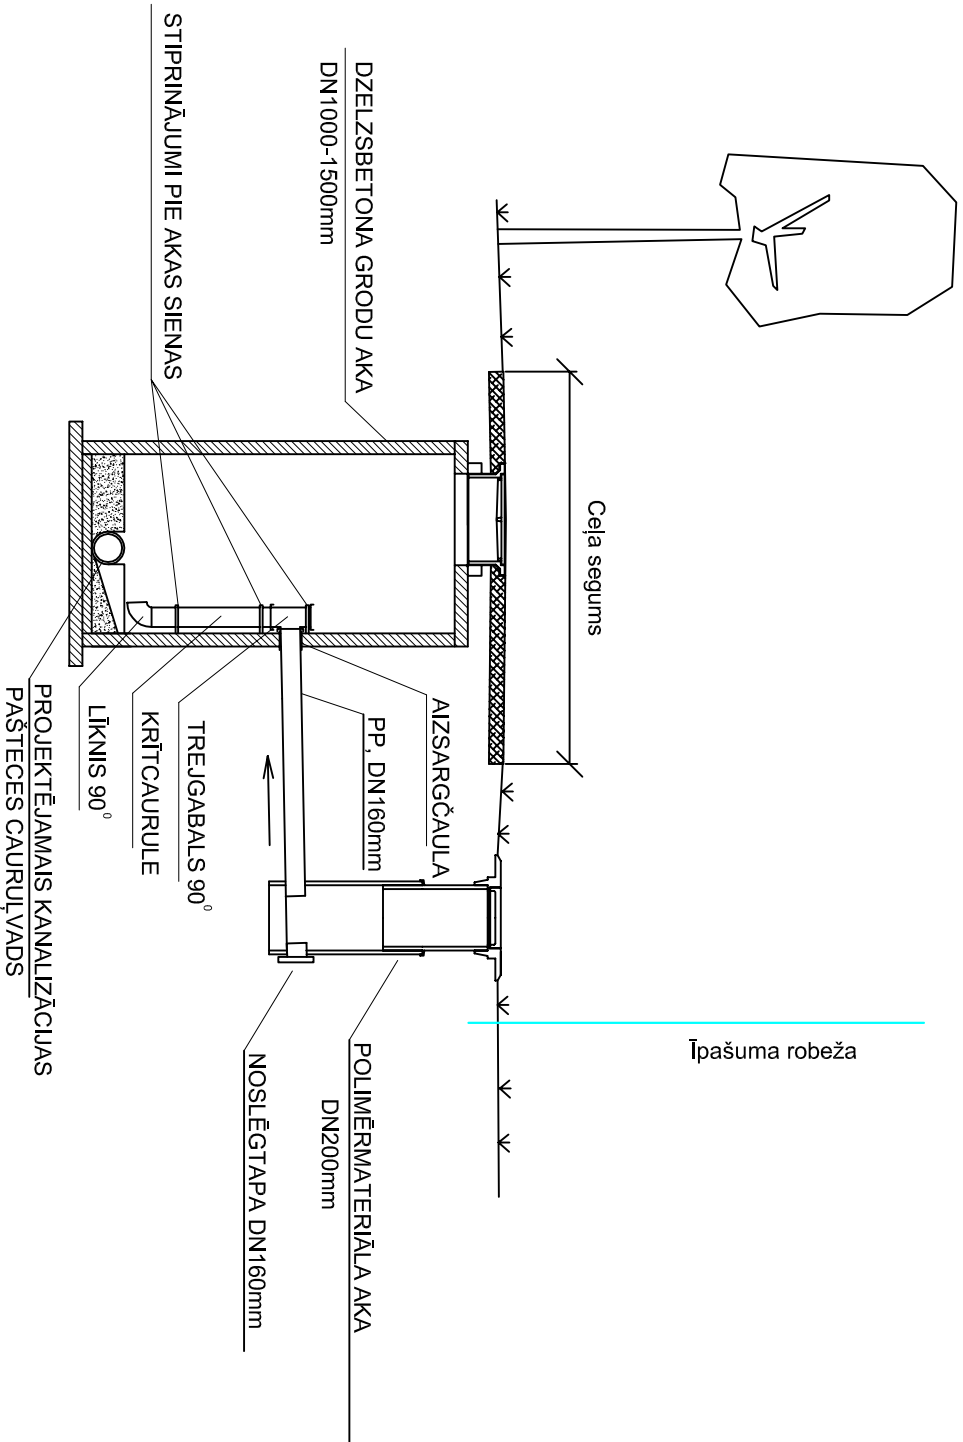 Īpašuma robeža
Ceļa segums
DZELZSBETONA GRODU AKA
DN1000-1500mm
STIPRINĀJUMI PIE AKAS SIENAS
AIZSARGČAULA
PP, DN160mm
TREJGABALS 90⁰
KRĪTCAURULE
LĪKNIS 90⁰
PROJEKTĒJAMAIS KANALIZĀCIJAS
PAŠTECES CAURUĻVADS
POLIMĒRMATERIĀLA AKA
DN200mm
NOSLĒGTAPA DN160mm